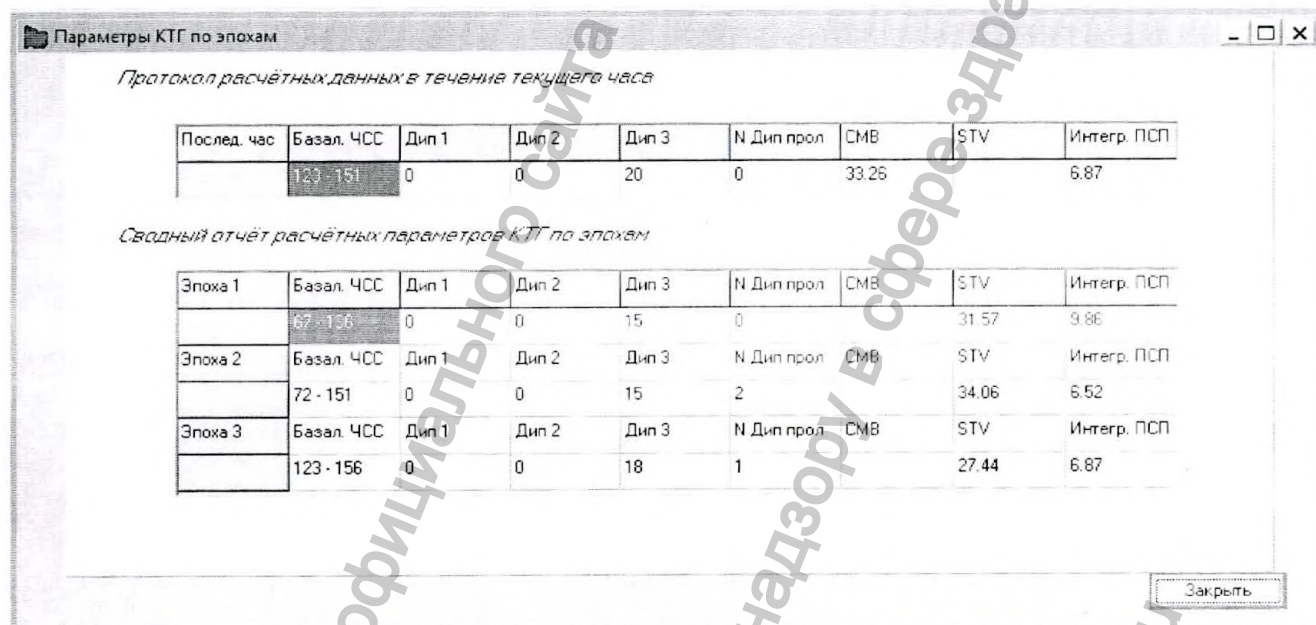 Параметры КТГ по эпохам
Протокол расчётных данных в течение текущего часа
Послед. час Базал. ЧСС Дип 1 Дип 2 Дип 3 N Дип прол СМВ STV Интегр. ПСП
123 - 151 0 0 20 0 33.26 6.87
Сводный отчёт расчётных параметров КТГ по эпохам
Эпоха 1 Базал. ЧСС Дип 1 Дип 2 Дип 3 N Дип прол СМВ STV Интегр. ПСП
0 0 15 0 31.57 9.86
Эпоха 2 Базал. ЧСС Дип 1 Дип 2 Дип 3 N Дип прол СМВ STV Интегр. ПСП
72 - 151 0 0 15 2 34.06 6.52
Эпоха 3 Базал. ЧСС Дип 1 Дип 2 Дип 3 N Дип прол СМВ STV Интегр. ПСП
123 - 156 0 0 18 1 27.44 6.87
Закрыть
официального сайта
надзору в сфере здра